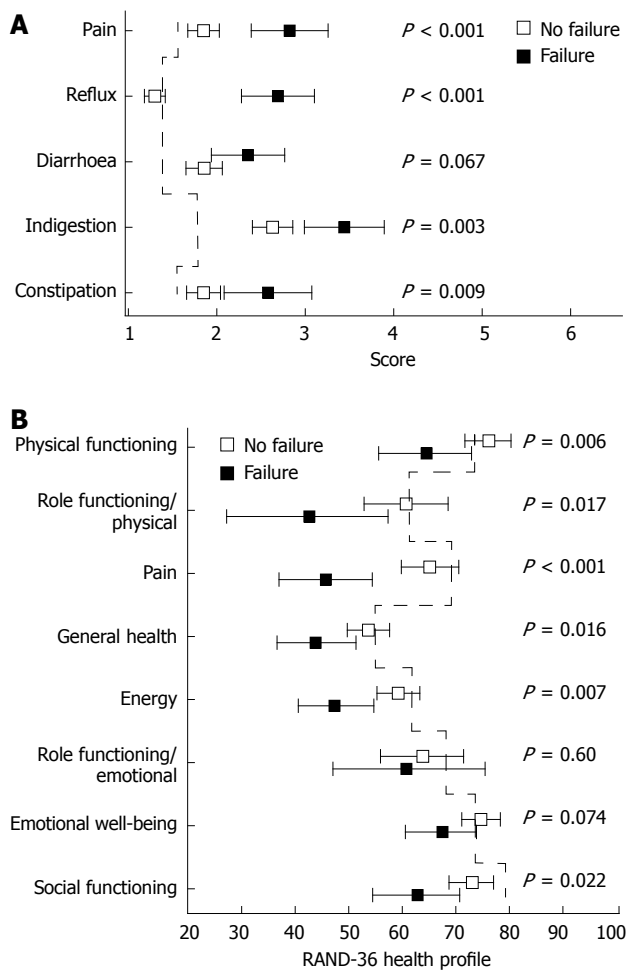 A
Pain
P < 0.001
No failure
Failure
Reflux
P < 0.001
Diarrhoea
P = 0.067
Indigestion
P = 0.003
Constipation
P = 0.009
1 2 3 4 5 6
Score
B
Physical functioning
No failure
Failure
P = 0.006
Role functioning/
physical
P = 0.017
Pain
P < 0.001
General health
P = 0.016
Energy
P = 0.007
Role functioning/
emotional
P = 0.60
Emotional well-being
P = 0.074
Social functioning
P = 0.022
20 30 40 50 60 70 80 90 100
RAND-36 health profile